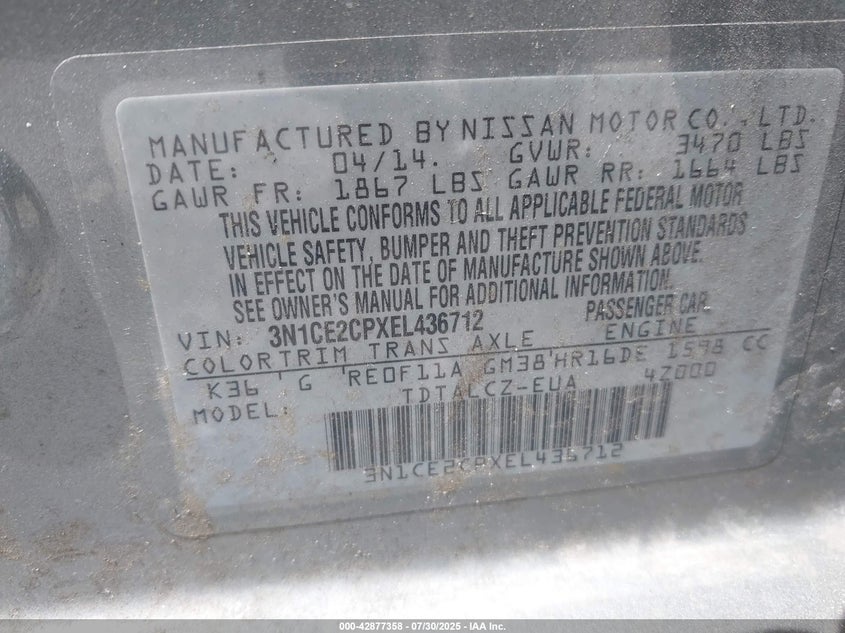 MANUFACTURED BY NISSAN MOTOR CO., LTD.
DATE: 04/14. GVWR: 3470 LBS
GAWR FR: 1867 LBS GAWR RR: 1664 LBS
THIS VEHICLE CONFORMS TO ALL APPLICABLE FEDERAL MOTOR
VEHICLE SAFETY, BUMPER AND THEFT PREVENTION STANDARDS
IN EFFECT ON THE DATE OF MANUFACTURE SHOWN ABOVE.
SEE OWNER'S MANUAL FOR ADDITIONAL INFORMATION.
VIN: 3N1CE2CPXEL436712 PASSENGER CAR
COLOR TRIM TRANS AXLE ENGINE
K36 G RE0F11A GM38 HR16DE 1598 CC
MODEL: TDTALCZ-EUA 4Z000
3N1CE2CPXEL436712
000-42877358 | 07/30/2025 - IAA Inc.